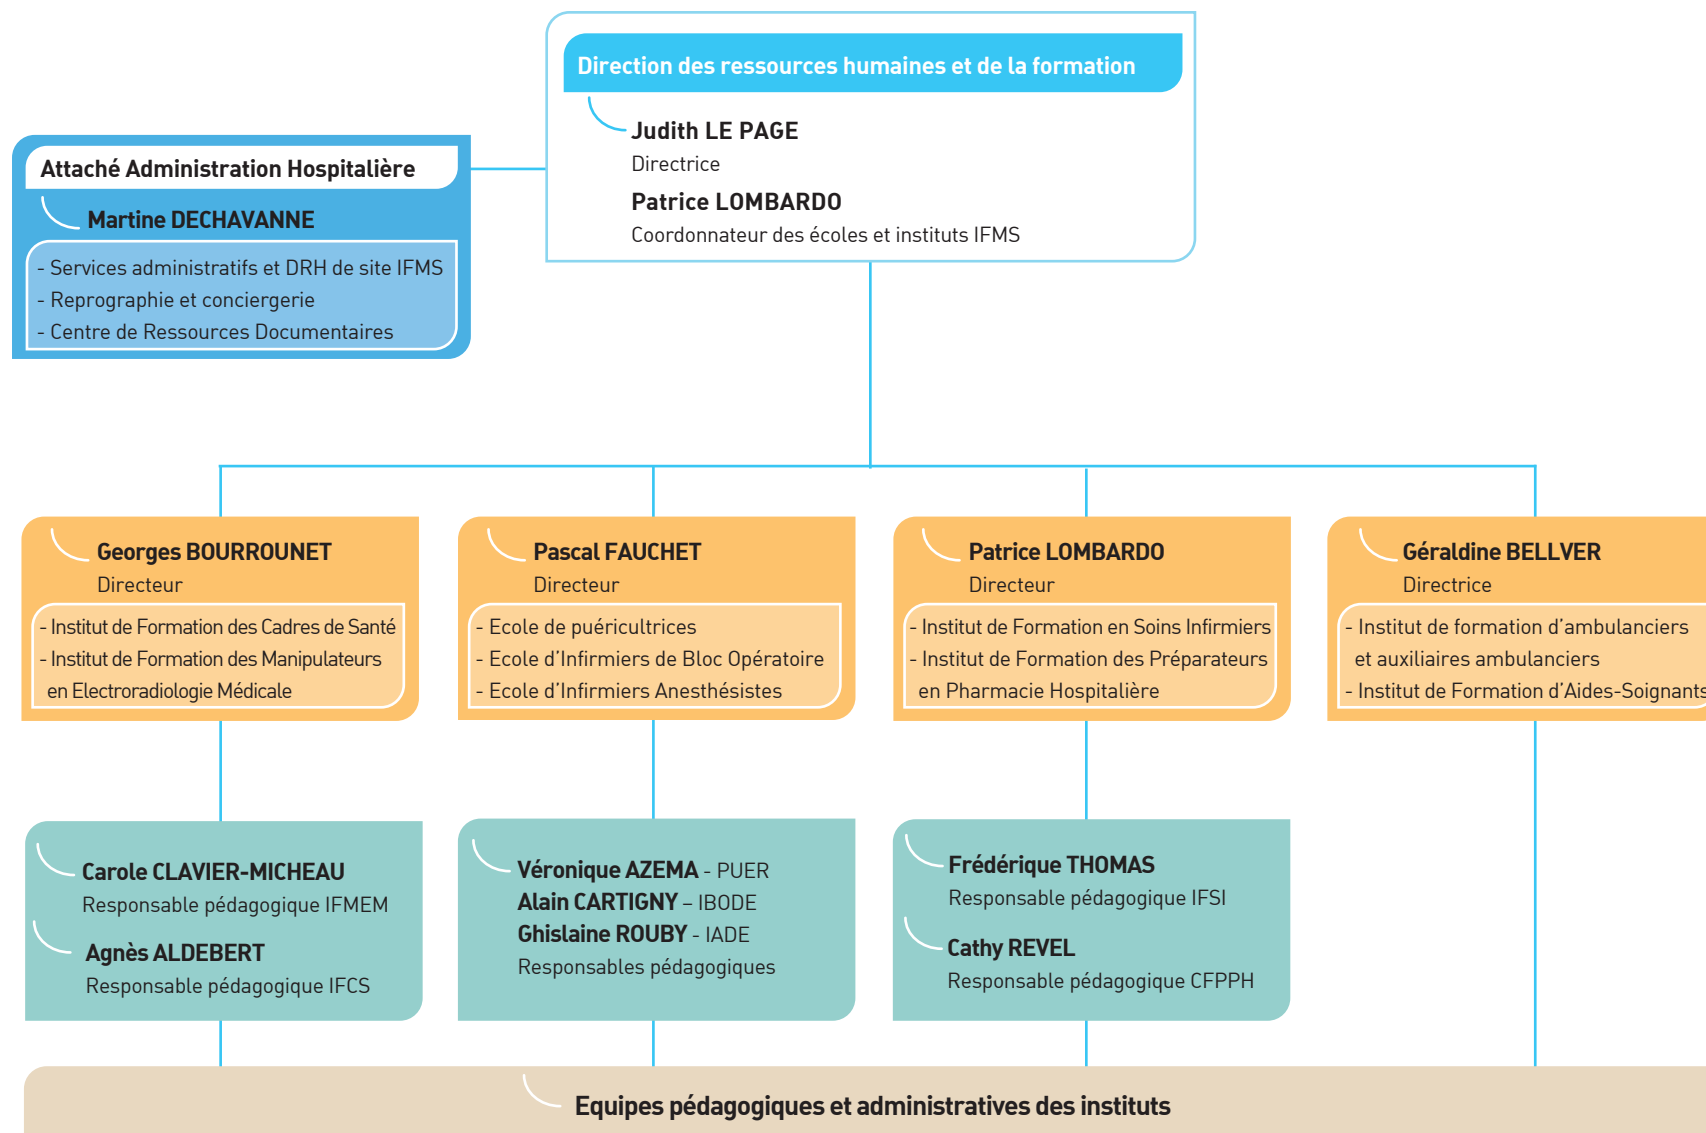 Direction des ressources humaines et de la formation
Judith LE PAGE
Directrice
Patrice LOMBARDO
Coordonnateur des écoles et instituts IFMS
Attaché Administration Hospitalière
Martine DECHAVANNE
- Services administratifs et DRH de site IFMS
- Reprographie et conciergerie
- Centre de Ressources Documentaires
Georges BOURROUNET
Directeur
- Institut de Formation des Cadres de Santé
- Institut de Formation des Manipulateurs
en Electroradiologie Médicale
Pascal FAUCHET
Directeur
- Ecole de puéricultrices
- Ecole d'Infirmiers de Bloc Opératoire
- Ecole d'Infirmiers Anesthésistes
Patrice LOMBARDO
Directeur
- Institut de Formation en Soins Infirmiers
- Institut de Formation des Préparateurs
en Pharmacie Hospitalière
Géraldine BELLVER
Directrice
- Institut de formation d'ambulanciers
et auxiliaires ambulanciers
- Institut de Formation d'Aides-Soignants
Carole CLAVIER-MICHEAU
Responsable pédagogique IFMEM
Agnès ALDEBERT
Responsable pédagogique IFCS
Véronique AZEMA - PUER
Alain CARTIGNY – IBODE
Ghislaine ROUBY - IADE
Responsables pédagogiques
Frédérique THOMAS
Responsable pédagogique IFSI
Cathy REVEL
Responsable pédagogique CFPPH
Equipes pédagogiques et administratives des instituts